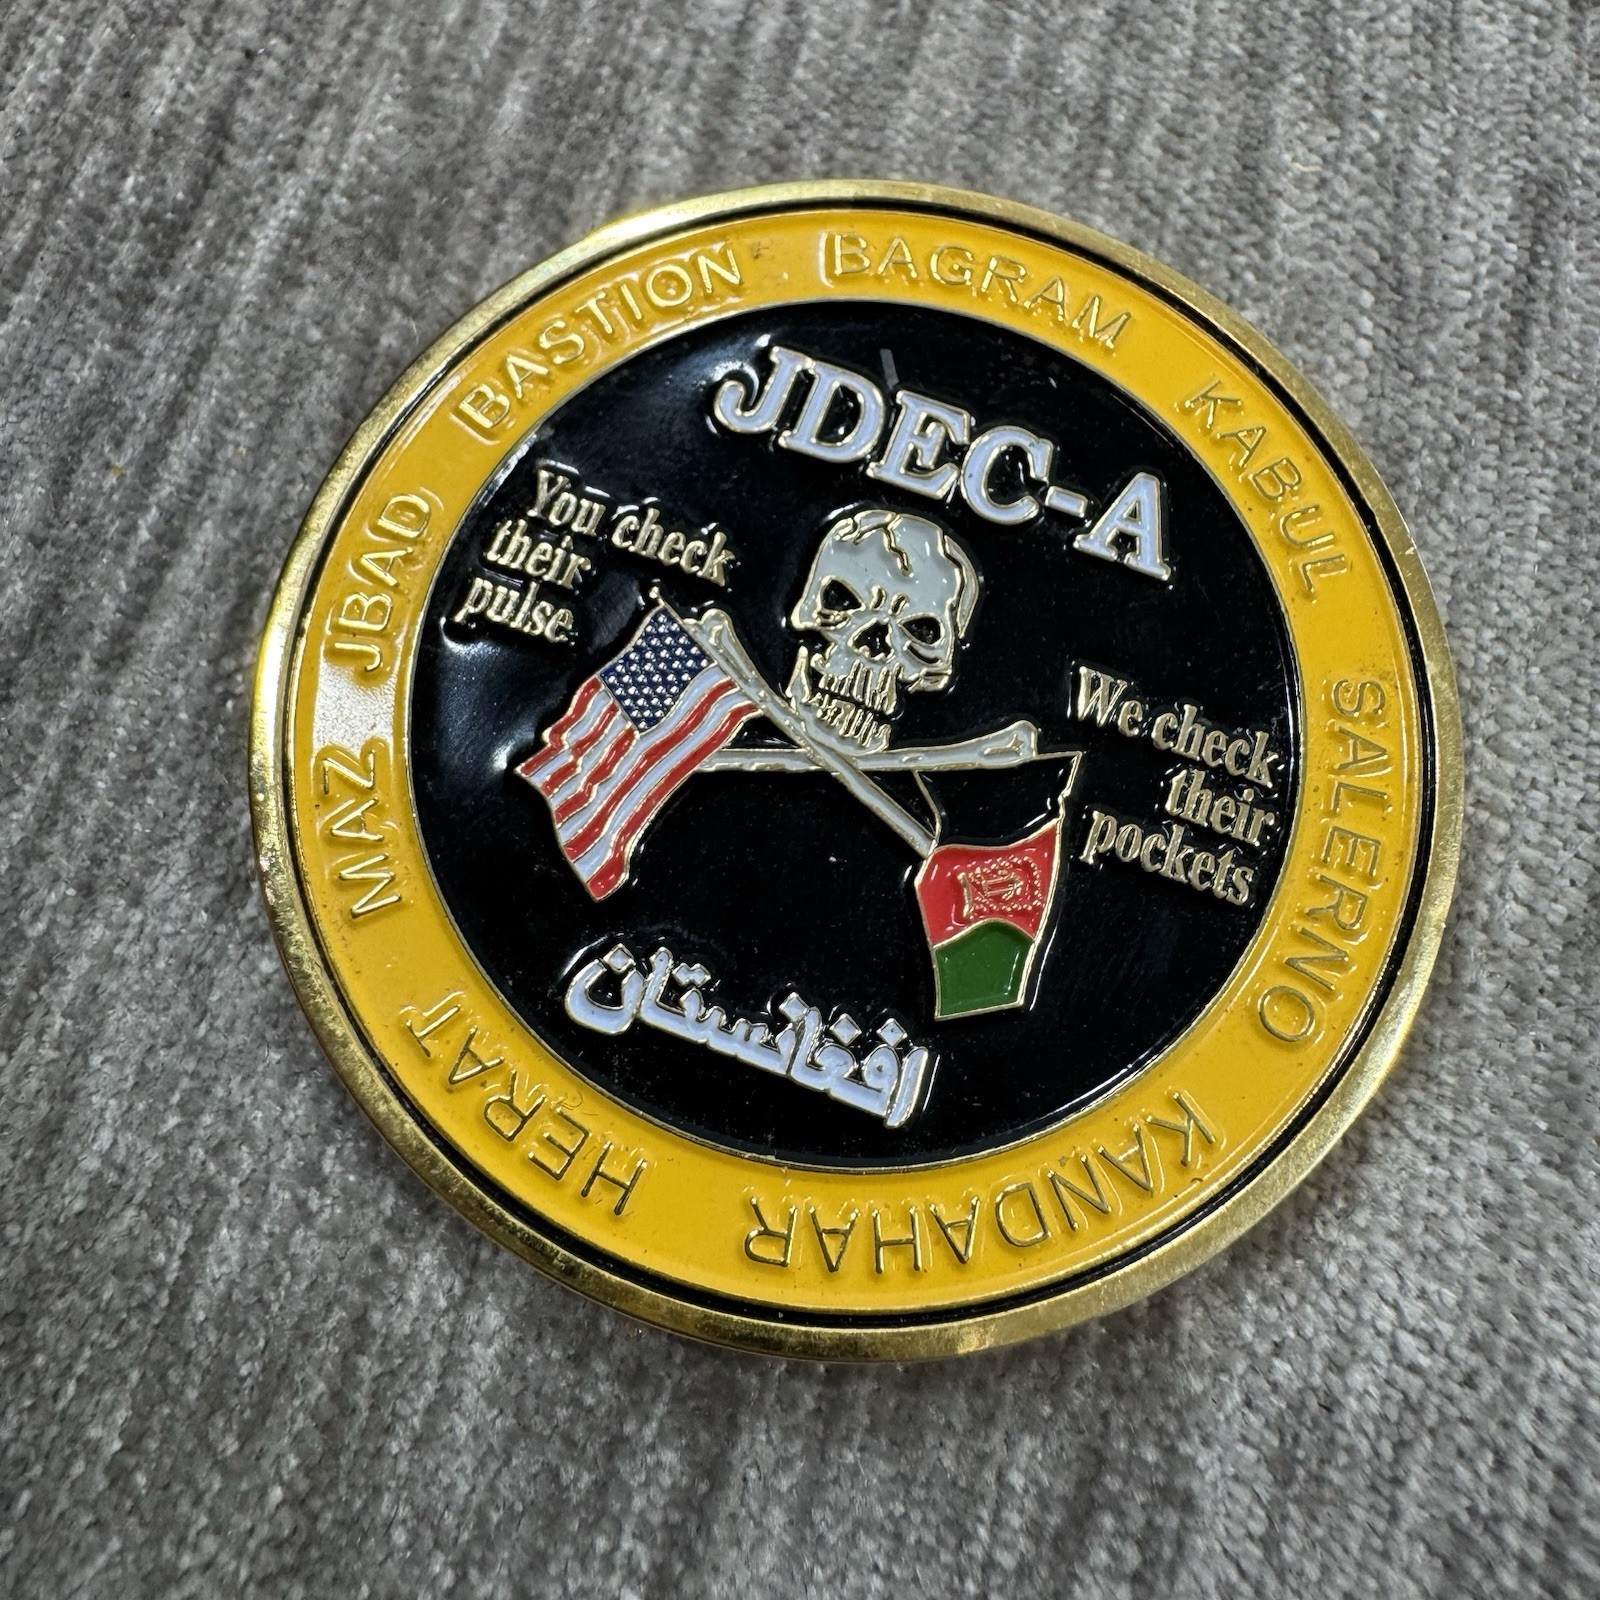 BAGRAM
KABUL
SALERNO
KANDAHAR
HERAT
MAZ
JBAD
BASTION
JDEC-A
You check
their
pulse
We check
their
pockets
افغانستان